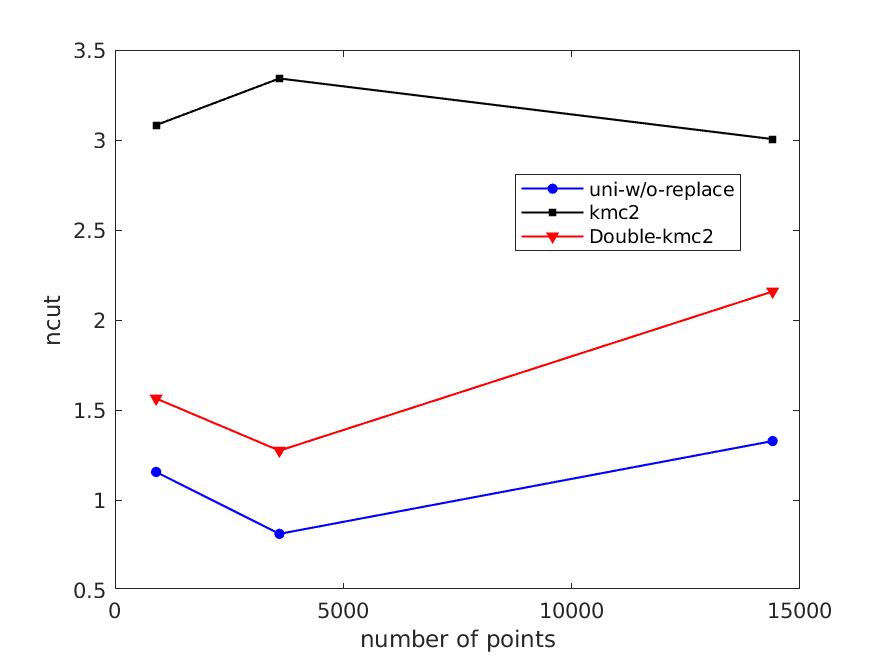 3.5
3
2.5
2
1.5
1
0.5
ncut
uni-w/o-replace
kmc2
Double-kmc2
0 5000 10000 15000
number of points